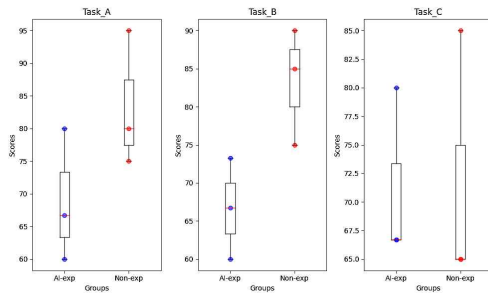 Task_A
95
90
85
80
75
70
65
60
Scores
AI-exp
Non-exp
Groups
Task_B
90
85
80
75
70
65
60
Scores
AI-exp
Non-exp
Groups
Task_C
85.0
82.5
80.0
77.5
75.0
72.5
70.0
67.5
65.0
Scores
AI-exp
Non-exp
Groups